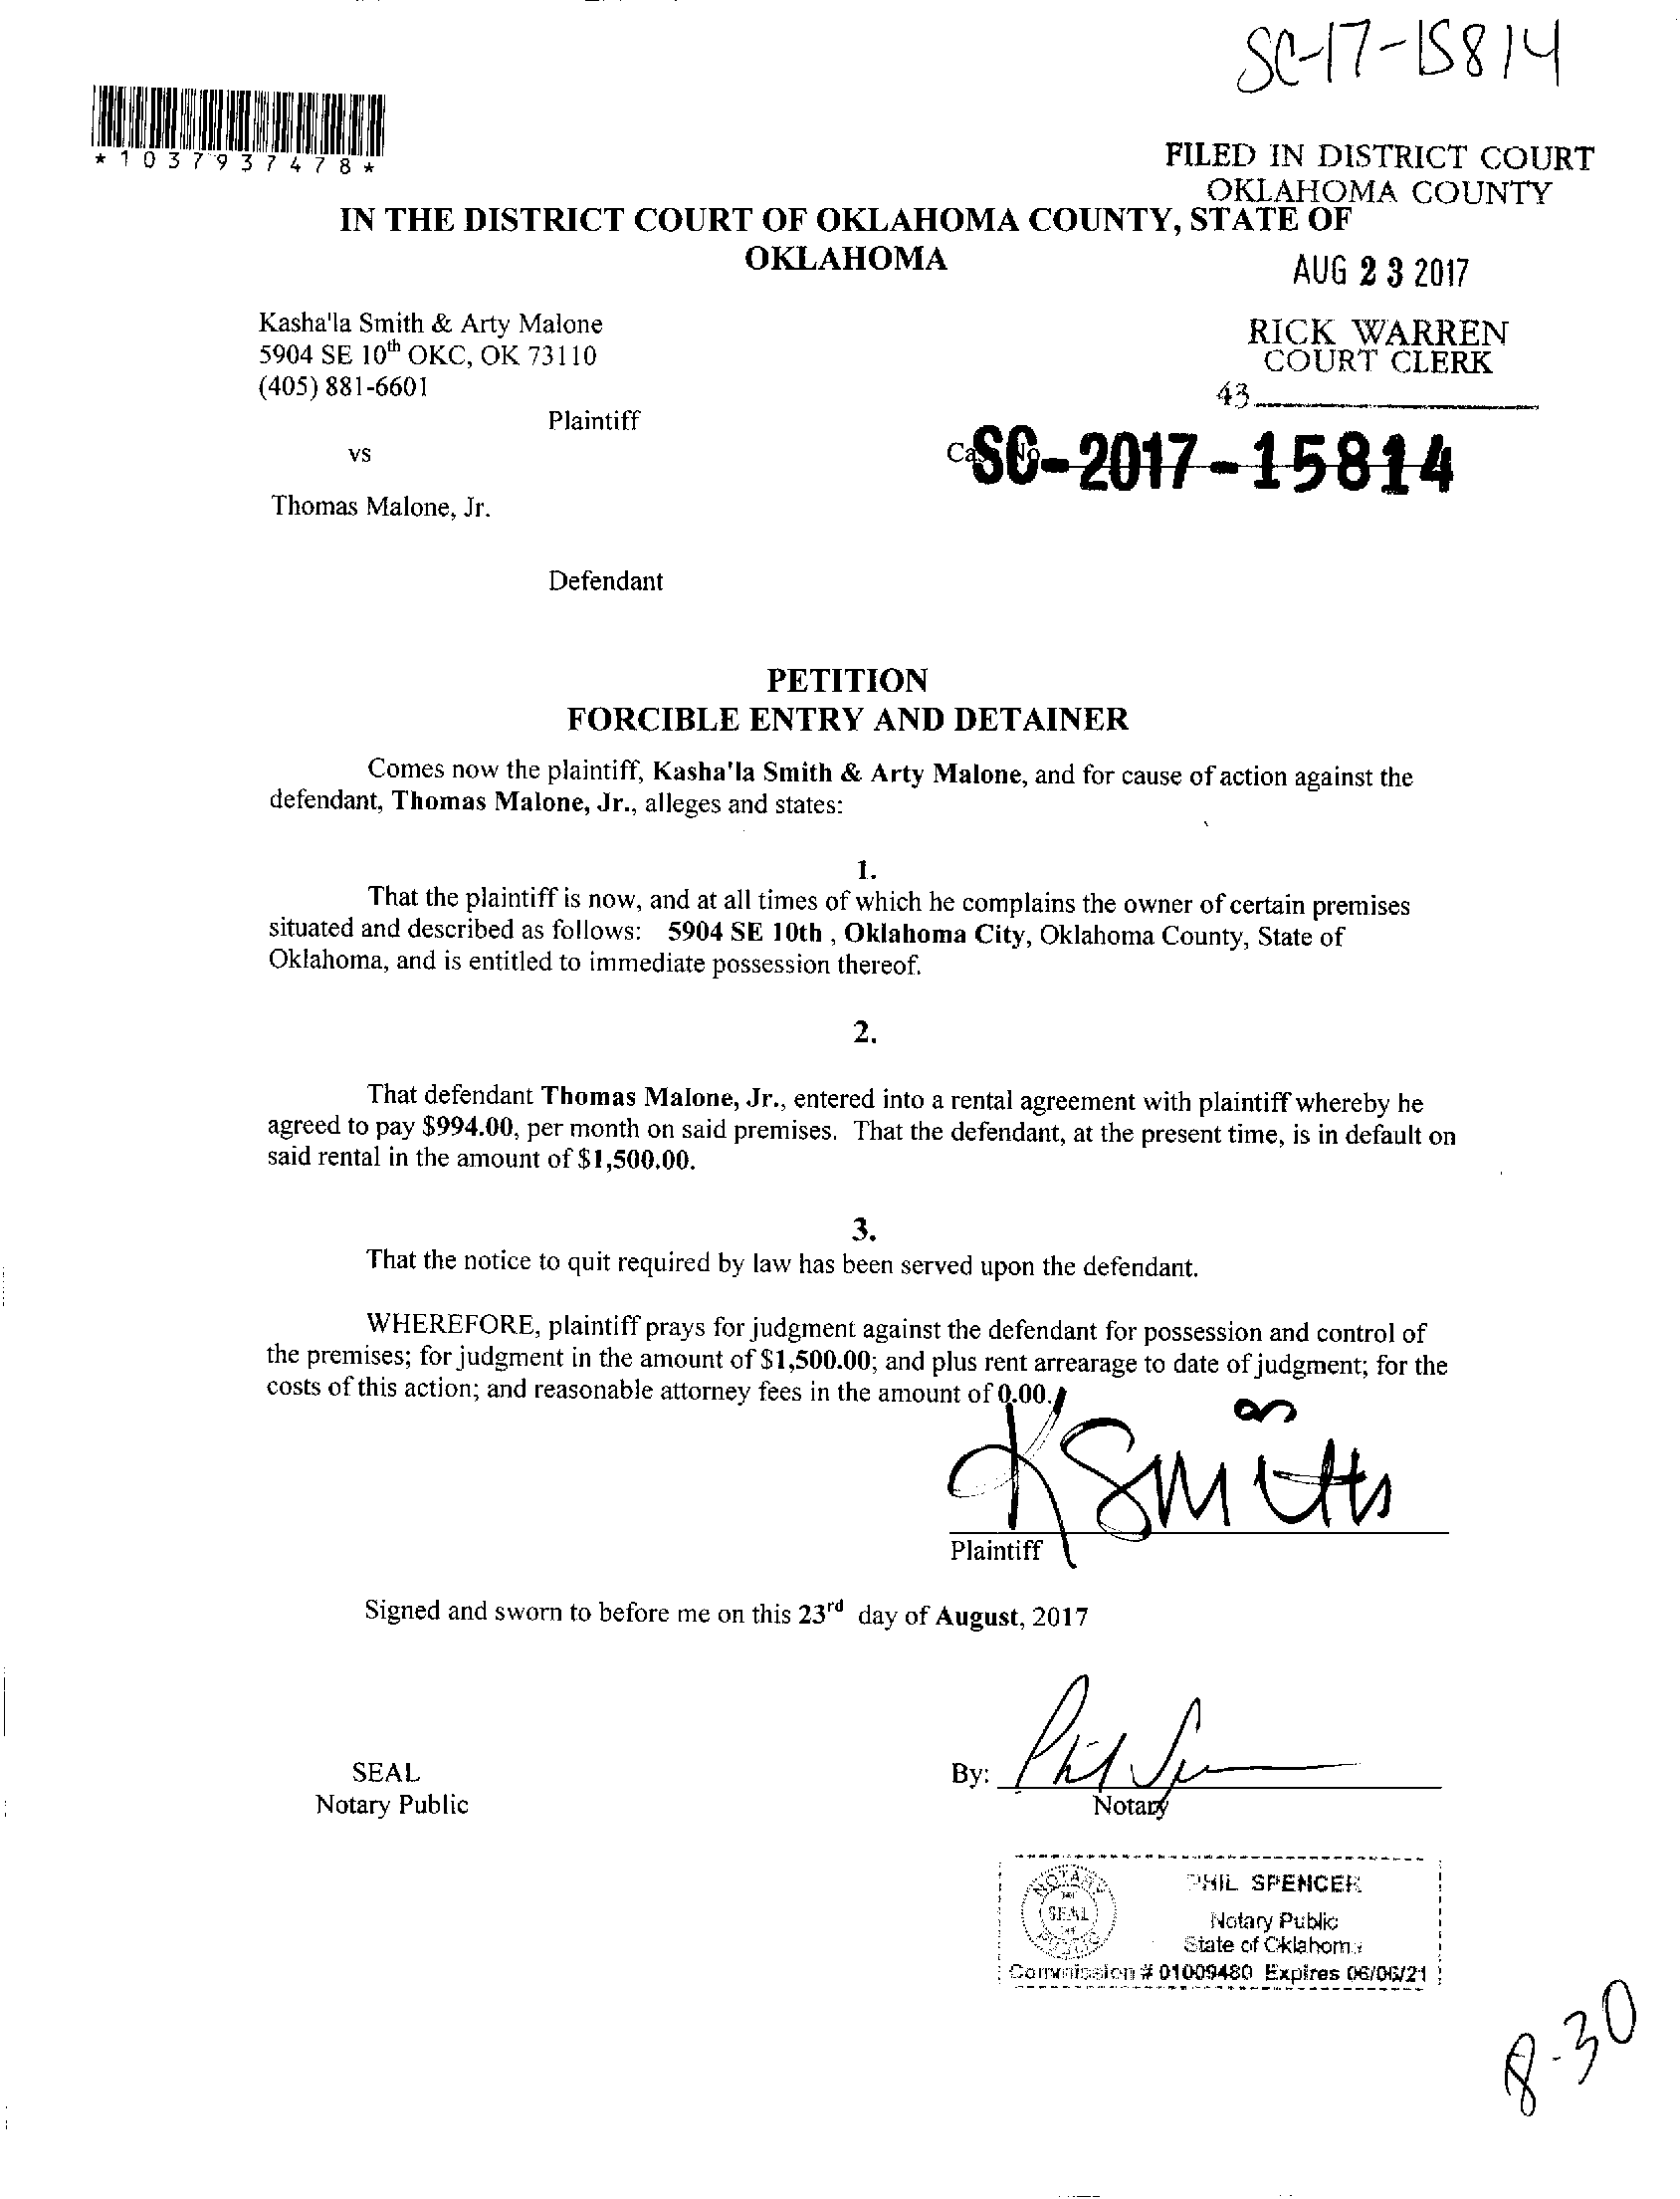 SC-17-15814
*1037937478*
FILED IN DISTRICT COURT
OKLAHOMA COUNTY
IN THE DISTRICT COURT OF OKLAHOMA COUNTY, STATE OF
OKLAHOMA
AUG 23 2017
Kasha'la Smith & Arty Malone
5904 SE 10th OKC, OK 73110
(405) 881-6601
RICK WARREN
COURT CLERK
43
Plaintiff
vs
Case No
SC-2017-15814
Thomas Malone, Jr.
Defendant
PETITION
FORCIBLE ENTRY AND DETAINER
Comes now the plaintiff, Kasha'la Smith & Arty Malone, and for cause of action against the
defendant, Thomas Malone, Jr., alleges and states:
1.
That the plaintiff is now, and at all times of which he complains the owner of certain premises
situated and described as follows: 5904 SE 10th , Oklahoma City, Oklahoma County, State of
Oklahoma, and is entitled to immediate possession thereof.
2.
That defendant Thomas Malone, Jr., entered into a rental agreement with plaintiff whereby he
agreed to pay $994.00, per month on said premises. That the defendant, at the present time, is in default on
said rental in the amount of $1,500.00.
3.
That the notice to quit required by law has been served upon the defendant.
WHEREFORE, plaintiff prays for judgment against the defendant for possession and control of
the premises; for judgment in the amount of $1,500.00; and plus rent arrearage to date of judgment; for the
costs of this action; and reasonable attorney fees in the amount of 0.00.
K Smith
Plaintiff
Signed and sworn to before me on this 23rd day of August, 2017
SEAL
Notary Public
By: Phil Spencer
Notary
NOTARY
SEAL
PUBLIC
PHIL SPENCER
Notary Public
State of Oklahoma
Commission # 01009480 Expires 06/06/21
8-30